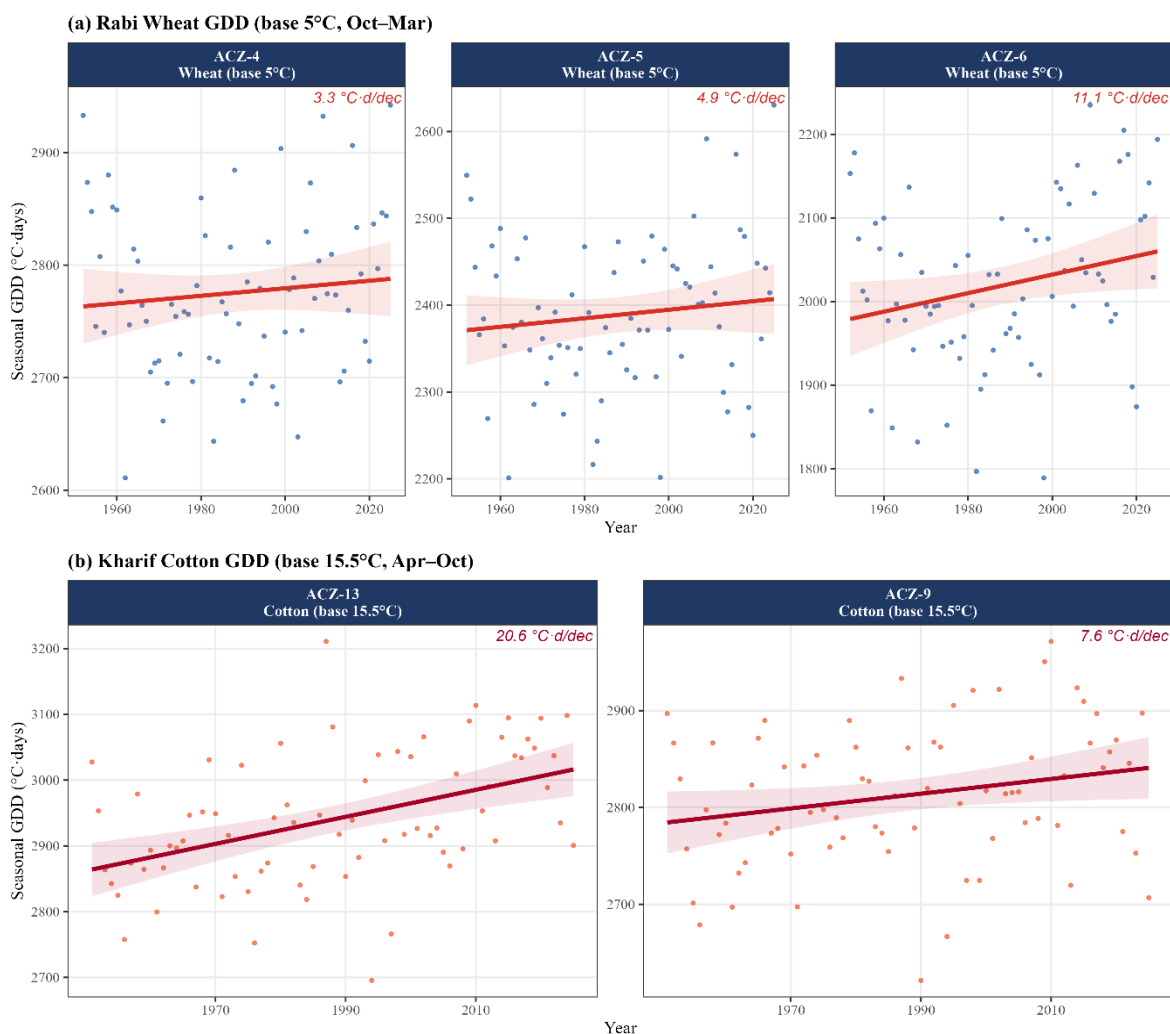 (a) Rabi Wheat GDD (base 5°C, Oct–Mar)
ACZ-4
Wheat (base 5°C)
ACZ-5
Wheat (base 5°C)
ACZ-6
Wheat (base 5°C)
3.3 °C·d/dec
4.9 °C·d/dec
11.1 °C·d/dec
Seasonal GDD (°C·days)
2900
2800
2700
2600
2600
2500
2400
2300
2200
2200
2100
2000
1900
1800
1960 1980 2000 2020
1960 1980 2000 2020
1960 1980 2000 2020
Year
(b) Kharif Cotton GDD (base 15.5°C, Apr–Oct)
ACZ-13
Cotton (base 15.5°C)
ACZ-9
Cotton (base 15.5°C)
20.6 °C·d/dec
7.6 °C·d/dec
Seasonal GDD (°C·days)
3200
3100
3000
2900
2800
2700
2900
2800
2700
1970 1990 2010
1970 1990 2010
Year